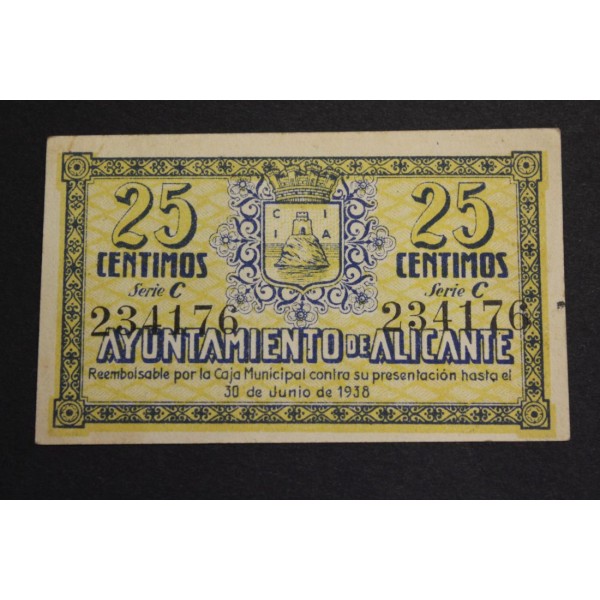 25 25
CENTIMOS CENTIMOS
C I
I A
Serie C Serie C
234176 234176
AYUNTAMIENTO DE ALICANTE
Reembolsable por la Caja Municipal contra su presentación hasta el
30 de Junio de 1938